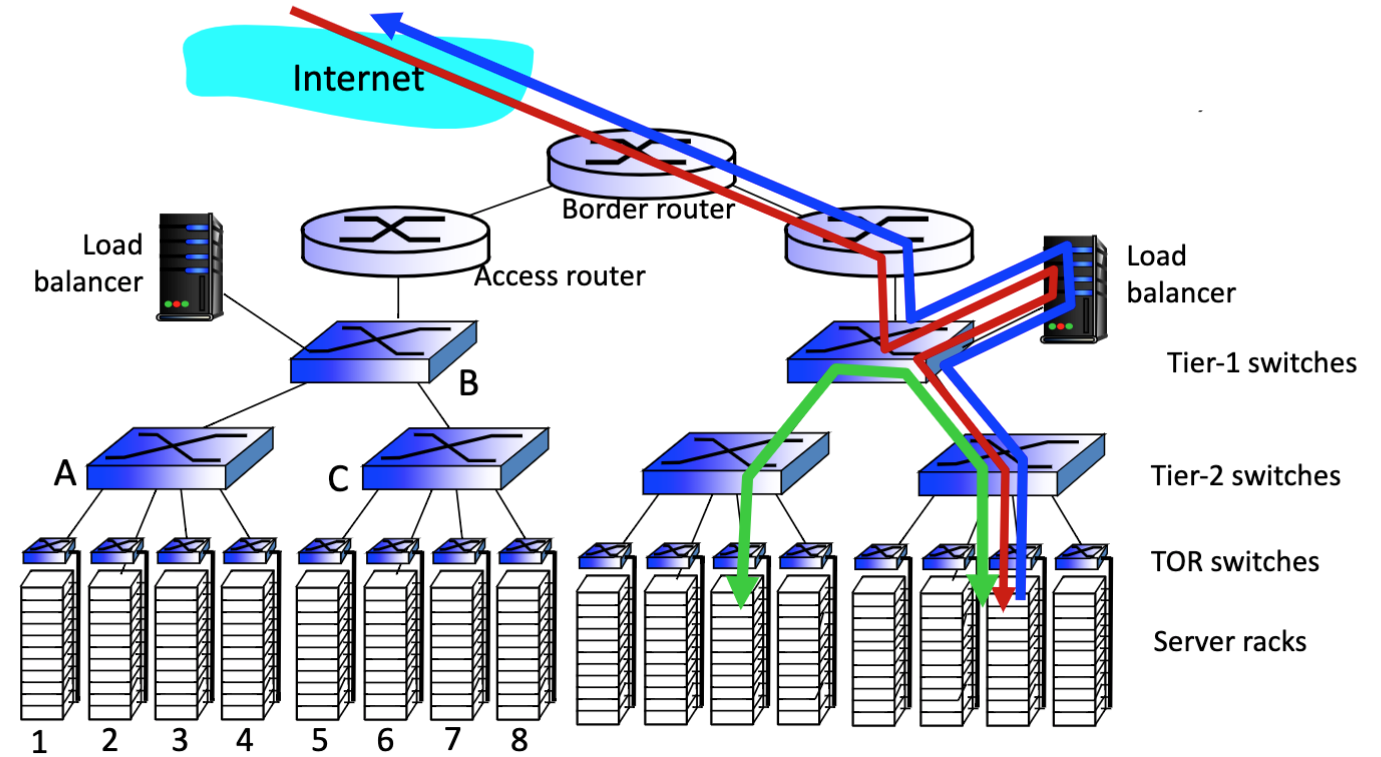 Internet
Border router
Load
balancer
Access router
Load
balancer
Tier-1 switches
B
A
C
Tier-2 switches
TOR switches
Server racks
1 2 3 4 5 6 7 8